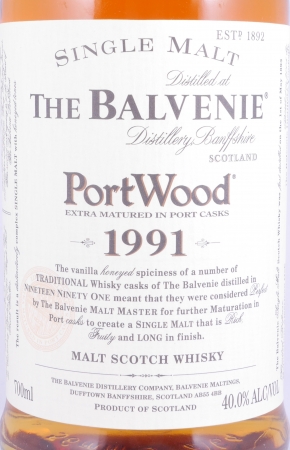 ESTD 1892
SINGLE MALT
Distilled at
THE BALVENIE®
Distillery, Banffshire
SCOTLAND
PortWood®
EXTRA MATURED IN PORT CASKS
1991
The vanilla honeyed spiciness of a number of
TRADITIONAL Whisky casks of The Balvenie distilled in
NINETEEN NINETY ONE meant that they were considered Perfect
by The Balvenie MALT MASTER for further Maturation in
Port casks to create a SINGLE MALT that is Rich,
Fruity and LONG in finish.
MALT SCOTCH WHISKY
700ml
THE BALVENIE DISTILLERY COMPANY, BALVENIE MALTINGS,
DUFFTOWN BANFFSHIRE, SCOTLAND AB55 4BB
PRODUCT OF SCOTLAND
40.0% ALC/VOL